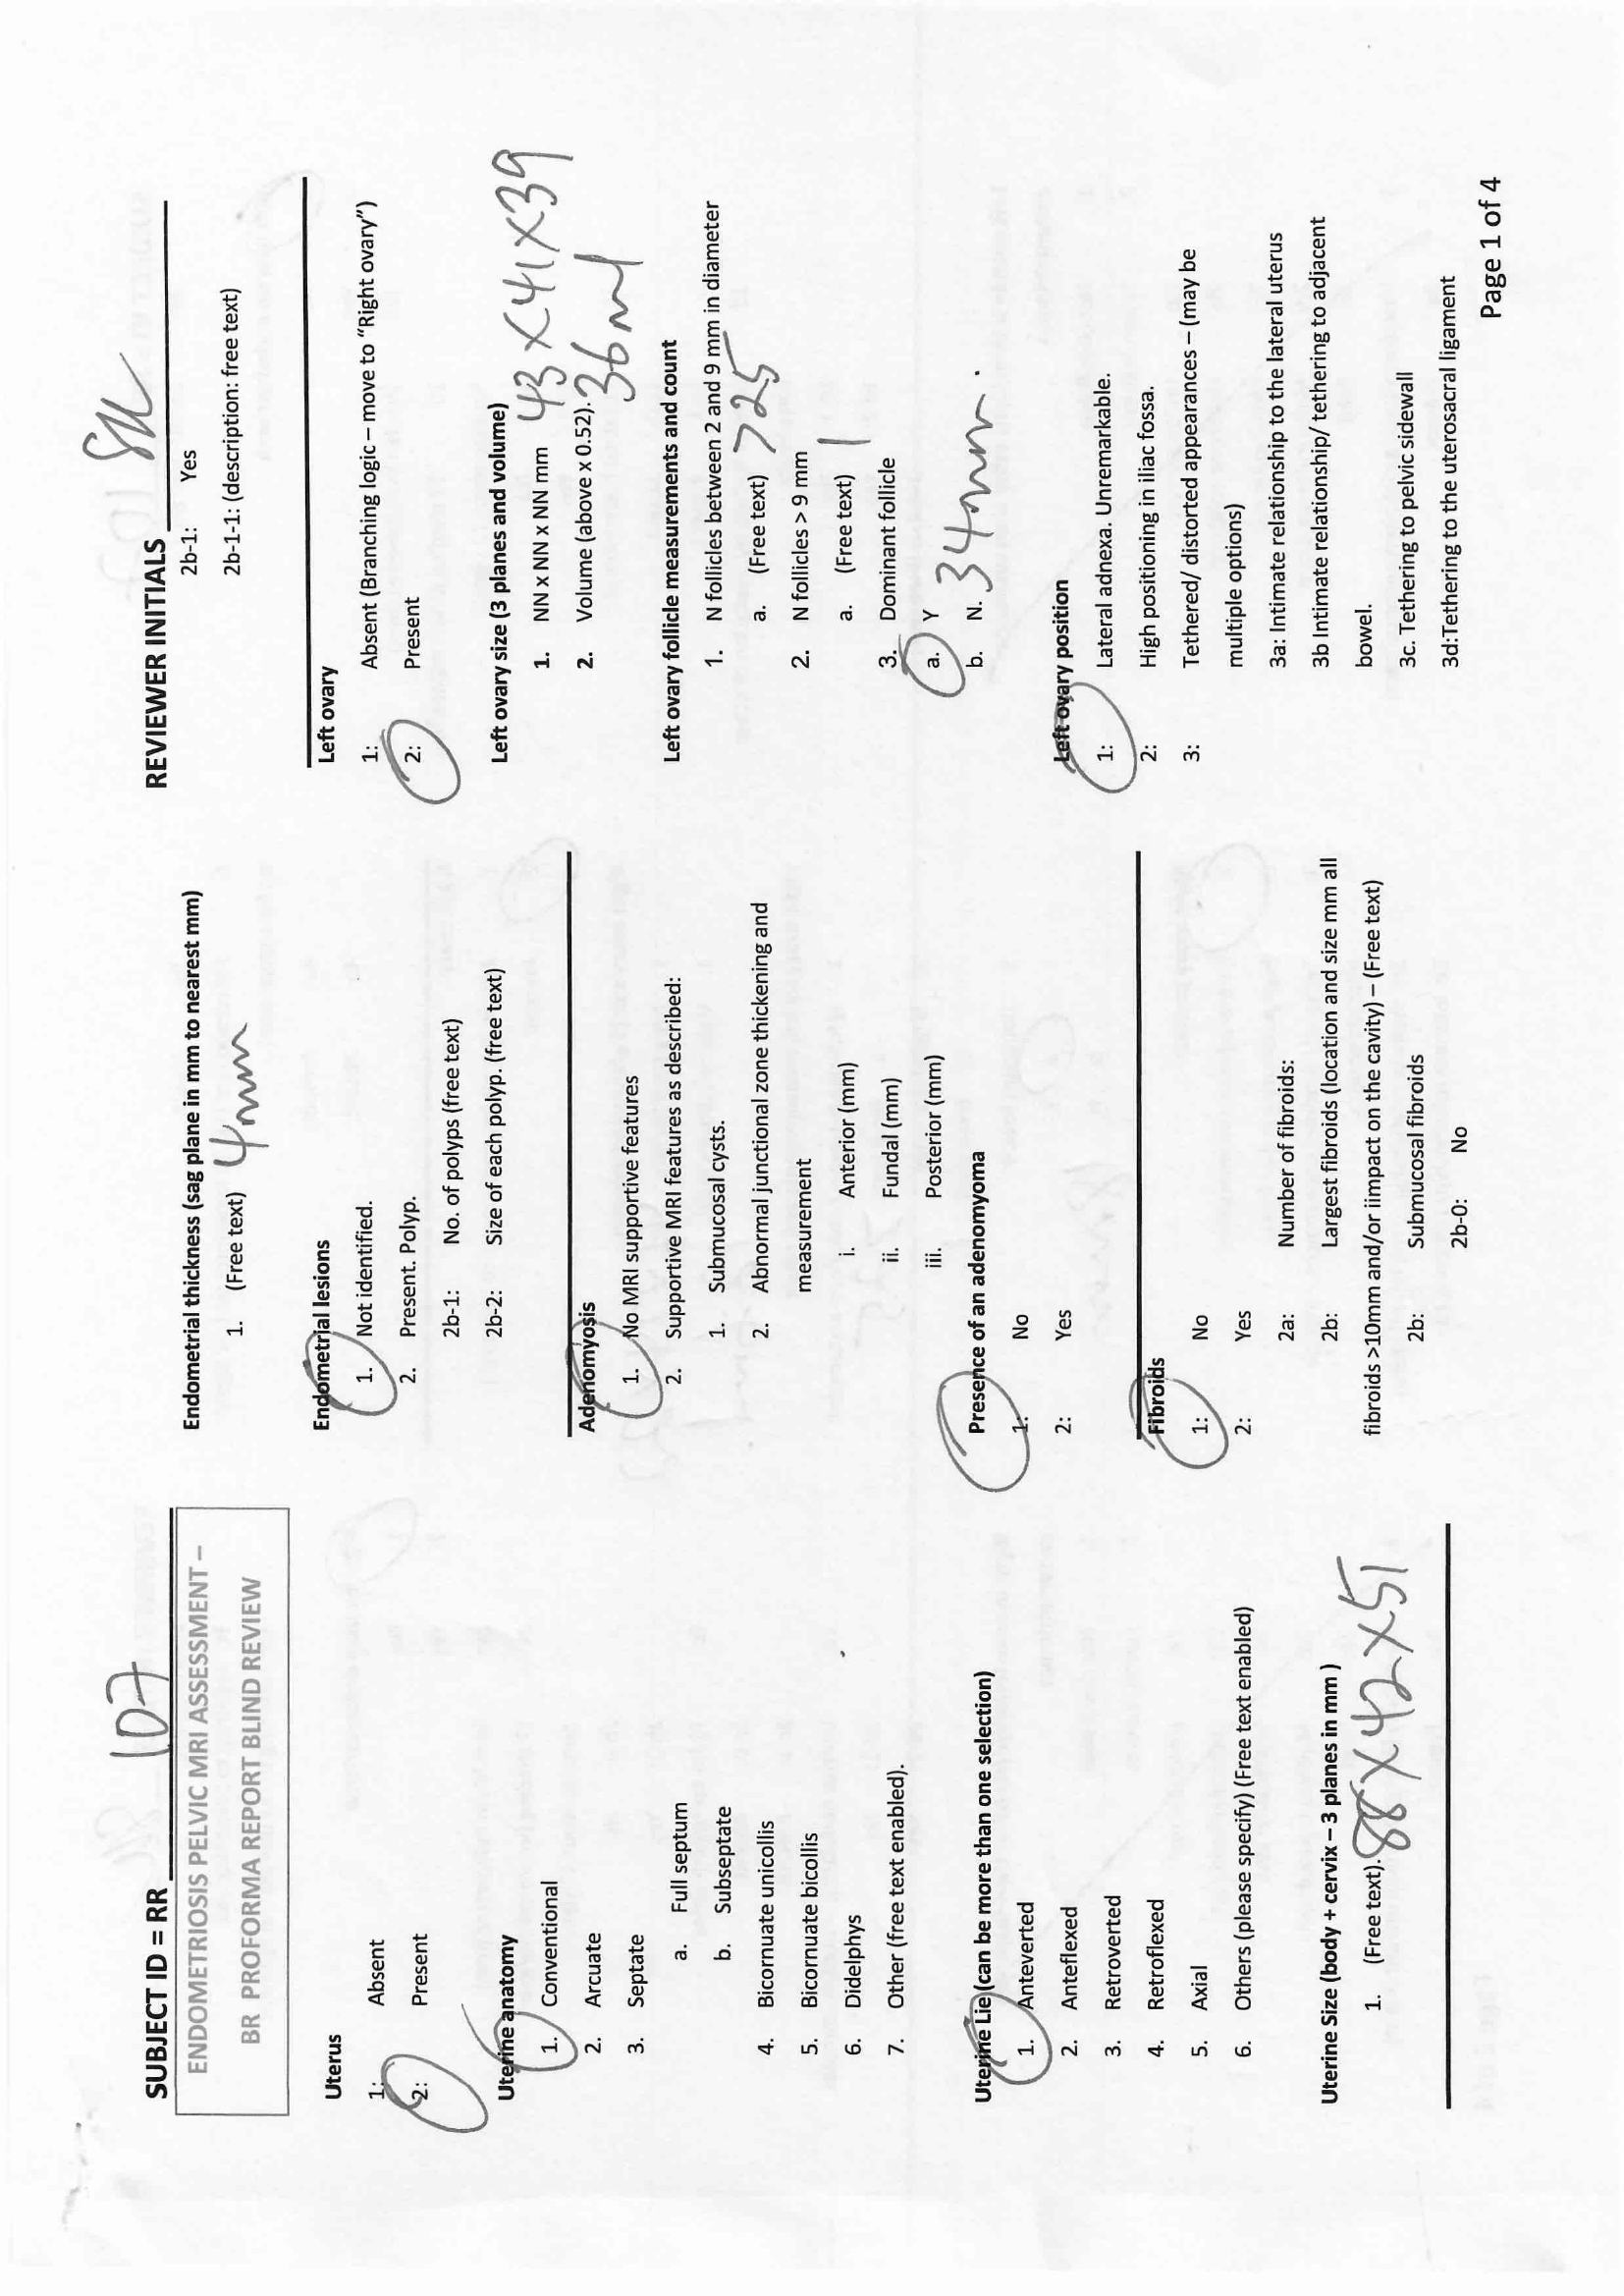 SUBJECT ID = RR 107
ENDOMETRIOSIS PELVIC MRI ASSESSMENT –
BR PROFORMA REPORT BLIND REVIEW
Uterus
1: Absent
2: Present
Uterine anatomy
1. Conventional
2. Arcuate
3. Septate
a. Full septum
b. Subseptate
4. Bicornuate unicollis
5. Bicornuate bicollis
6. Didelphys
7. Other (free text enabled).
Uterine Lie (can be more than one selection)
1. Anteverted
2. Anteflexed
3. Retroverted
4. Retroflexed
5. Axial
6. Others (please specify) (Free text enabled)
Uterine Size (body + cervix – 3 planes in mm )
1. (Free text). 88 x 42 x 51
Endometrial thickness (sag plane in mm to nearest mm)
1. (Free text) 4mm
Endometrial lesions
1. Not identified.
2. Present. Polyp.
2b-1: No. of polyps (free text)
2b-2: Size of each polyp. (free text)
Adenomyosis
1. No MRI supportive features
2. Supportive MRI features as described:
1. Submucosal cysts.
2. Abnormal junctional zone thickening and
measurement
i. Anterior (mm)
ii. Fundal (mm)
iii. Posterior (mm)
Presence of an adenomyoma
1: No
2: Yes
Fibroids
1: No
2: Yes
2a: Number of fibroids:
2b: Largest fibroids (location and size mm all
fibroids >10mm and/or iimpact on the cavity) – (Free text)
2b: Submucosal fibroids
2b-0: No
REVIEWER INITIALS
2b-1: Yes
2b-1-1: (description: free text)
Left ovary
1: Absent (Branching logic – move to "Right ovary")
2: Present
Left ovary size (3 planes and volume)
1. NN x NN x NN mm 43 x 41 x 39
2. Volume (above x 0.52). 36ml
Left ovary follicle measurements and count
1. N follicles between 2 and 9 mm in diameter
a. (Free text) >25
2. N follicles > 9 mm
a. (Free text) 1
3. Dominant follicle
a. Y
b. N. 34mm.
Left ovary position
1: Lateral adnexa. Unremarkable.
2: High positioning in iliac fossa.
3: Tethered/ distorted appearances – (may be
multiple options)
3a: Intimate relationship to the lateral uterus
3b Intimate relationship/ tethering to adjacent
bowel.
3c. Tethering to pelvic sidewall
3d:Tethering to the uterosacral ligament
Page 1 of 4